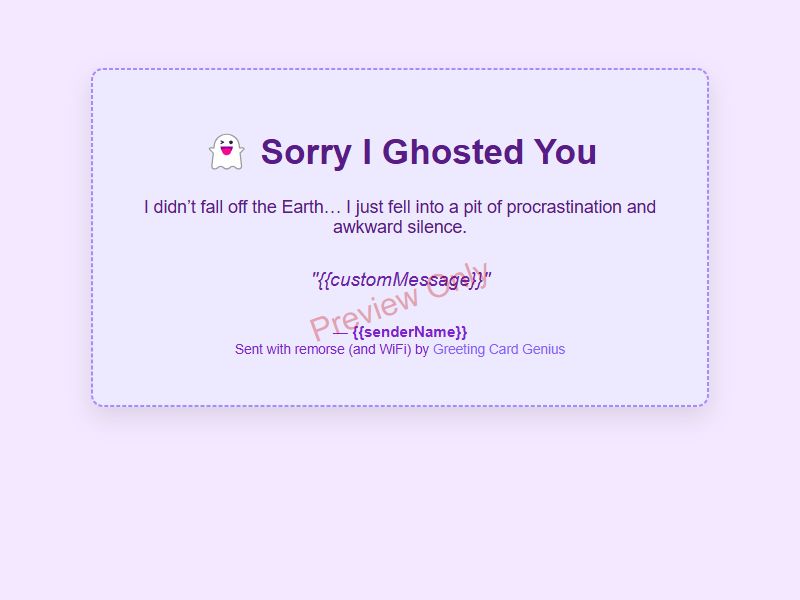 Sorry I Ghosted You
I didn’t fall off the Earth… I just fell into a pit of procrastination and
awkward silence.
"{{customMessage}}"
Preview Only
— {{senderName}}
Sent with remorse (and WiFi) by Greeting Card Genius